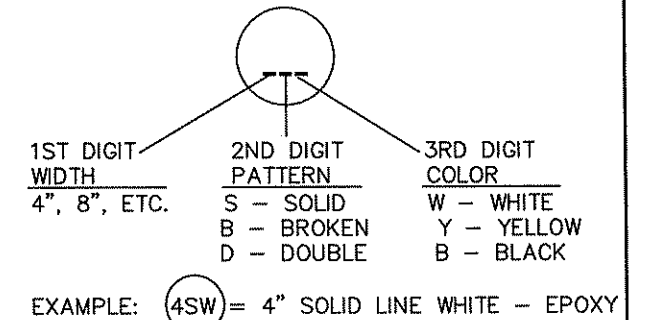 1ST DIGIT 2ND DIGIT 3RD DIGIT
WIDTH PATTERN COLOR
4", 8", ETC. S – SOLID W – WHITE
B – BROKEN Y – YELLOW
D – DOUBLE B – BLACK
EXAMPLE: 4SW = 4" SOLID LINE WHITE – EPOXY